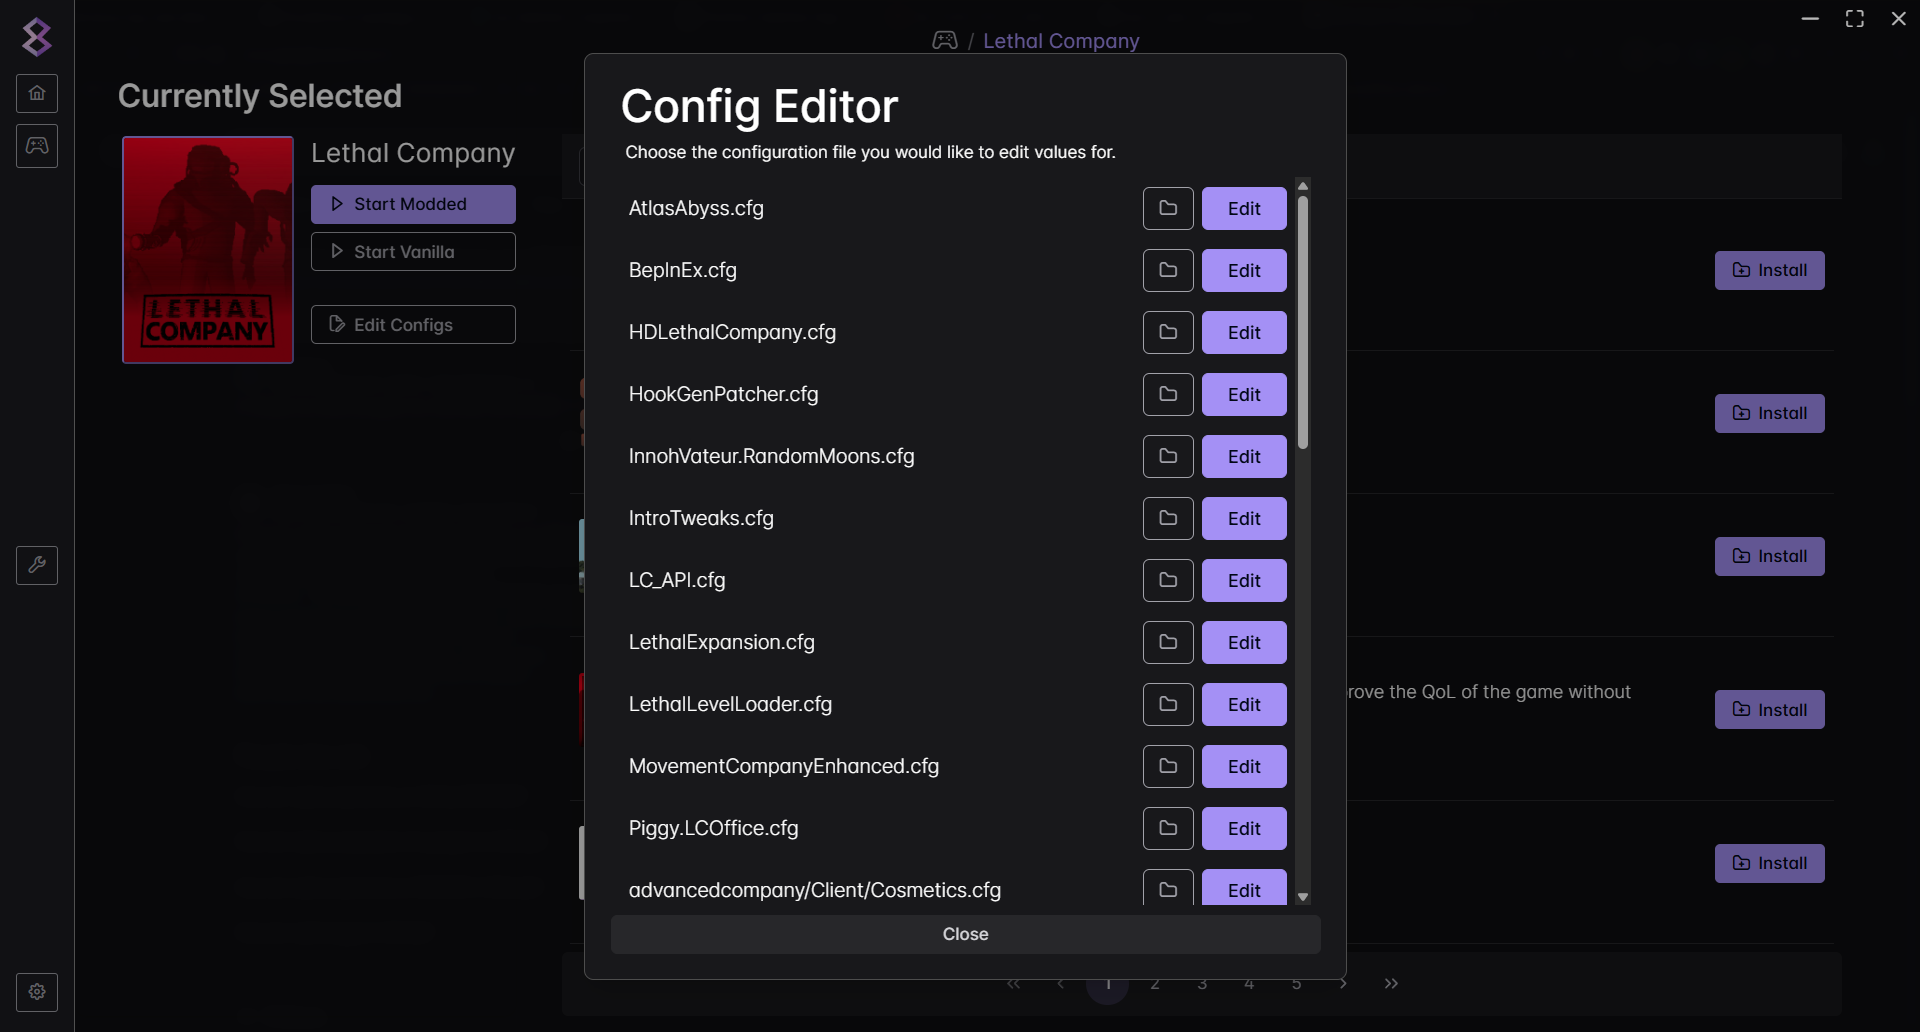 / Lethal Company
Currently Selected
Lethal Company
Start Modded
Start Vanilla
Edit Configs
LETHAL
COMPANY
Config Editor
Choose the configuration file you would like to edit values for.
AtlasAbyss.cfg Edit
BepInEx.cfg Edit
HDLethalCompany.cfg Edit
HookGenPatcher.cfg Edit
InnohVateur.RandomMoons.cfg Edit
IntroTweaks.cfg Edit
LC_API.cfg Edit
LethalExpansion.cfg Edit
LethalLevelLoader.cfg Edit
MovementCompanyEnhanced.cfg Edit
Piggy.LCOffice.cfg Edit
advancedcompany/Client/Cosmetics.cfg Edit
Close
Install
Install
Install
rove the QoL of the game without
Install
Install
« ‹ 1 2 3 4 5 › »